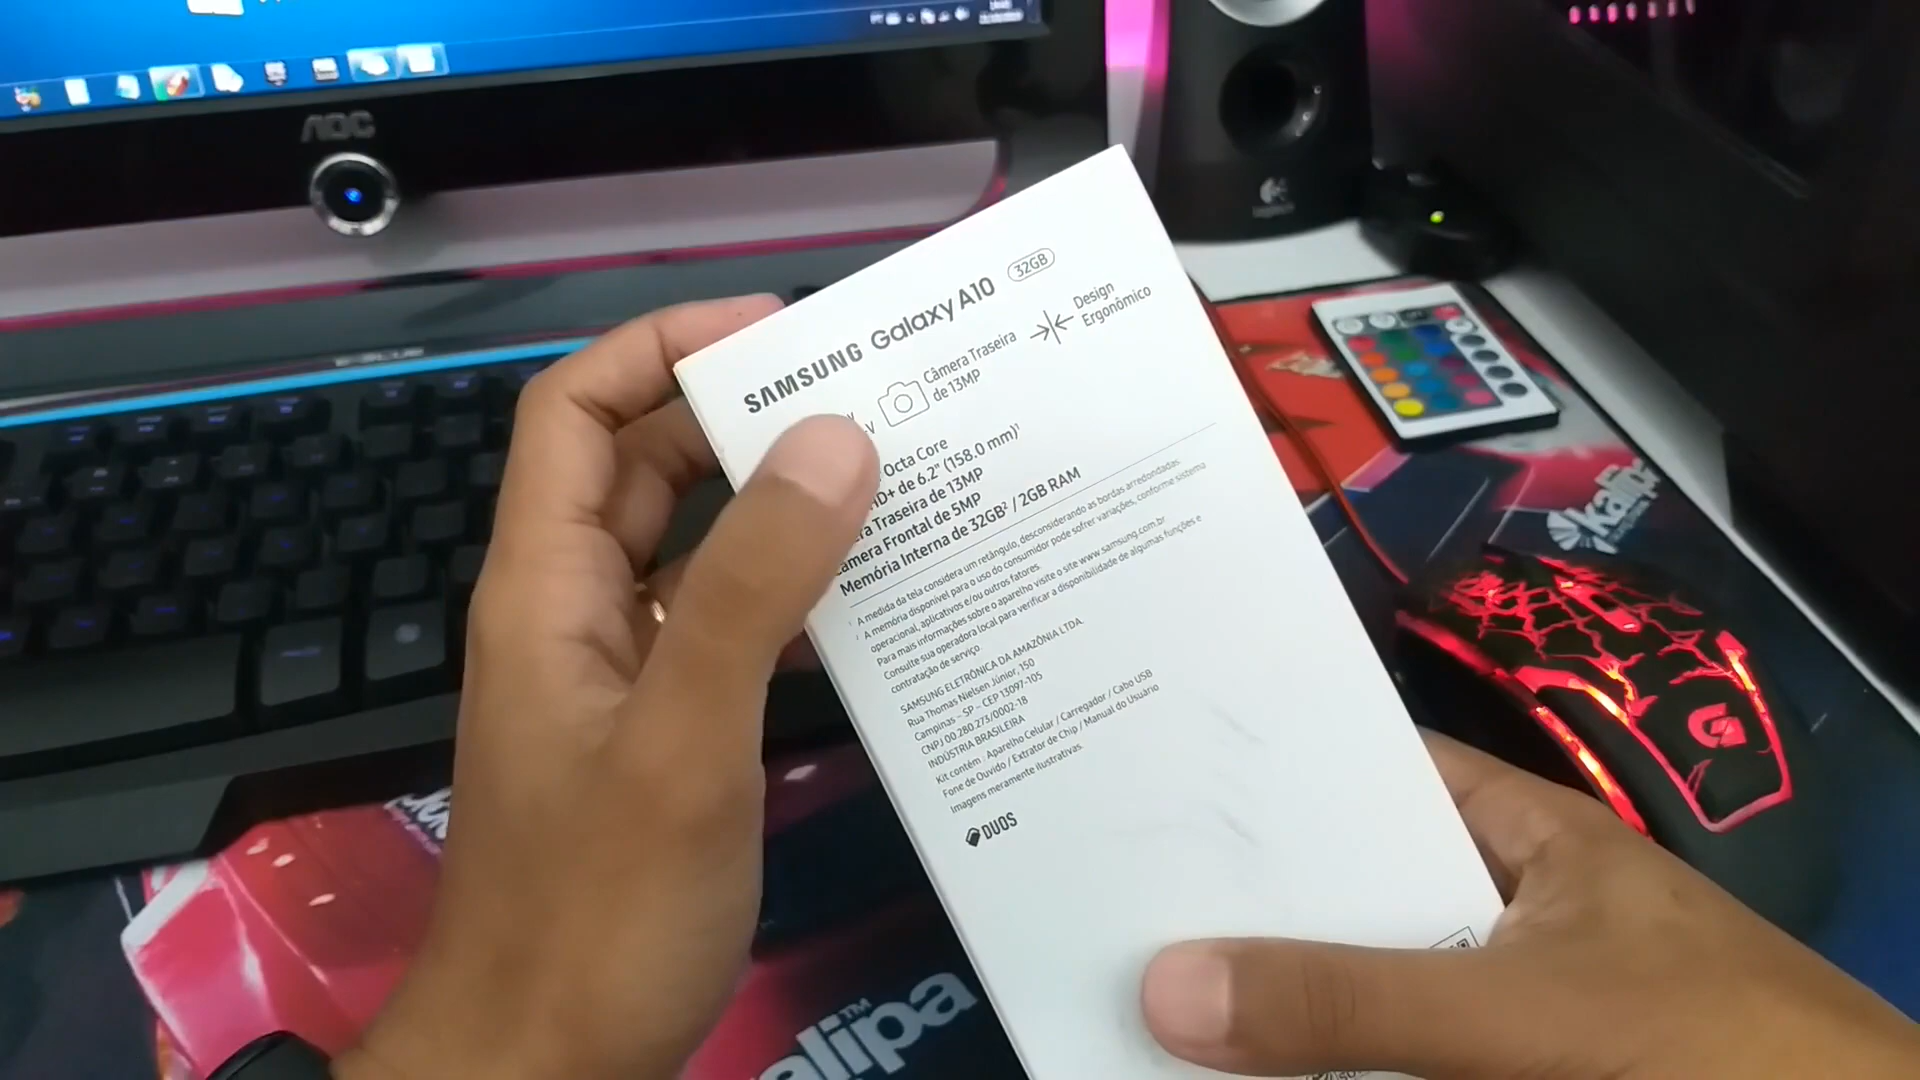 AOC
SAMSUNG Galaxy A10 32GB
Câmera Traseira
de 13MP
Design
Ergonômico
Octa Core
HD+ de 6.2" (158.0 mm)¹
Traseira de 13MP
Frontal de 5MP
Memória Interna de 32GB² / 2GB RAM
¹ A medida da tela considera um retângulo, desconsiderando as bordas arredondadas.
² A memória disponível para o uso do consumidor pode sofrer variações, conforme sistema
operacional, aplicativos e/ou outros fatores.
Para mais informações sobre o aparelho visite o site www.samsung.com.br
Consulte sua operadora local para verificar a disponibilidade de algumas funções e
contratação de serviço.
SAMSUNG ELETRÔNICA DA AMAZÔNIA LTDA.
Rua Thomas Nielsen Júnior, 150
Campinas – SP – CEP 13097-105
CNPJ 00.280.273/0002-18
INDÚSTRIA BRASILEIRA
Kit contém: Aparelho Celular / Carregador / Cabo USB
Fone de Ouvido / Extrator de Chip / Manual do Usuário
Imagens meramente ilustrativas.
DUOS
kalipa
kalipa™